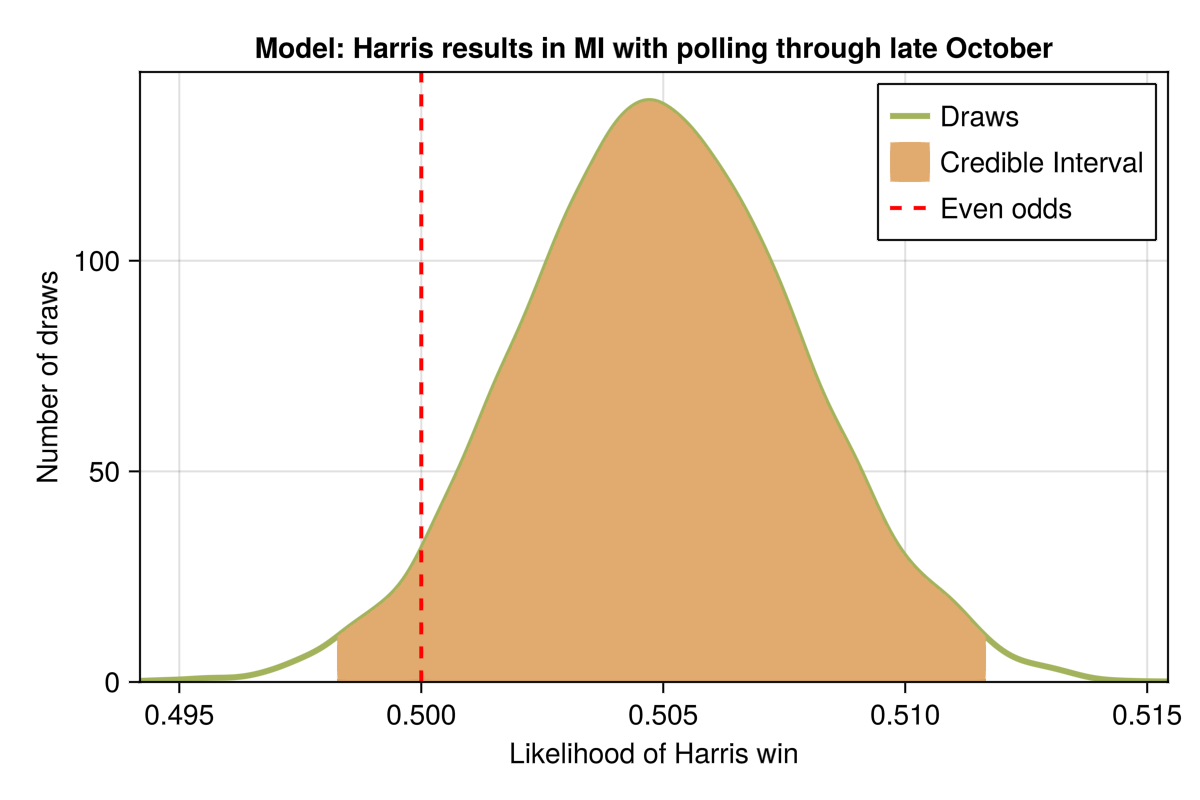 Model: Harris results in MI with polling through late October
Draws
Credible Interval
Even odds
Number of draws
100
50
0
0.495 0.500 0.505 0.510 0.515
Likelihood of Harris win